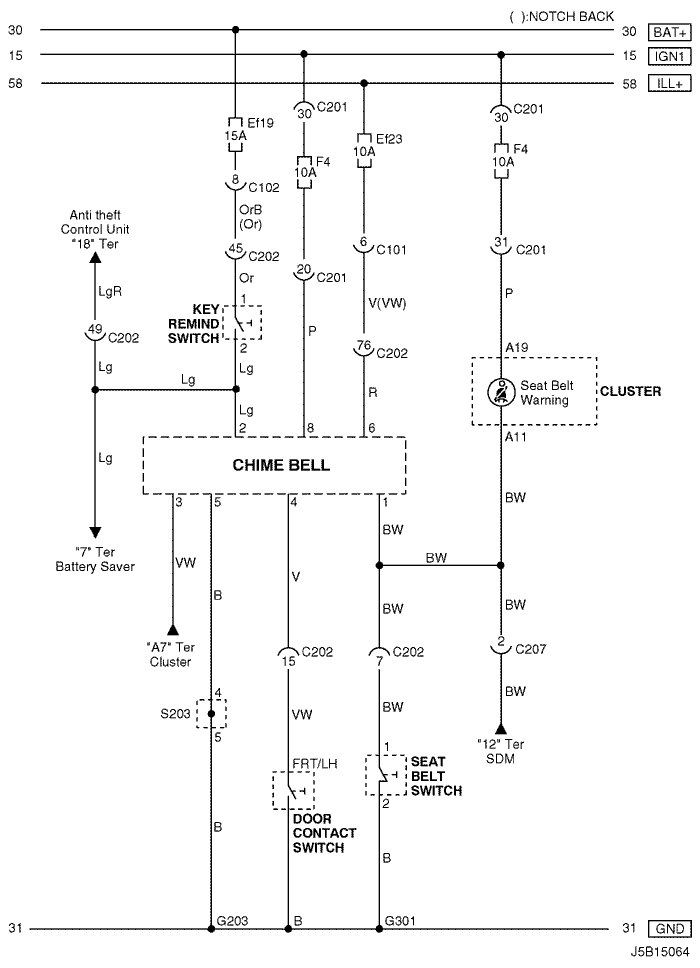 ( ):NOTCH BACK
30
30 BAT+
15
15 IGN1
58
58 ILL+
30 C201
30 C201
Ef19
15A
F4
10A
Ef23
10A
F4
10A
8 C102
OrB
(Or)
Anti theft
Control Unit
"18" Ter
45 C202
6 C101
31 C201
Or
20 C201
LgR
P
V(VW)
P
1
KEY
REMIND
SWITCH
2
49 C202
76 C202
A19
Lg
Lg
Lg
Lg
R
Seat Belt
Warning
CLUSTER
2
8
6
A11
Lg
CHIME BELL
3
5
4
1
BW
BW
"7" Ter
Battery Saver
VW
B
V
BW
BW
BW
"A7" Ter
Cluster
15 C202
7 C202
2 C207
4
S203
5
VW
BW
BW
"12" Ter
SDM
FRT/LH
1
SEAT
BELT
SWITCH
2
DOOR
CONTACT
SWITCH
B
B
31
G203
B
G301
31 GND
J5B15064